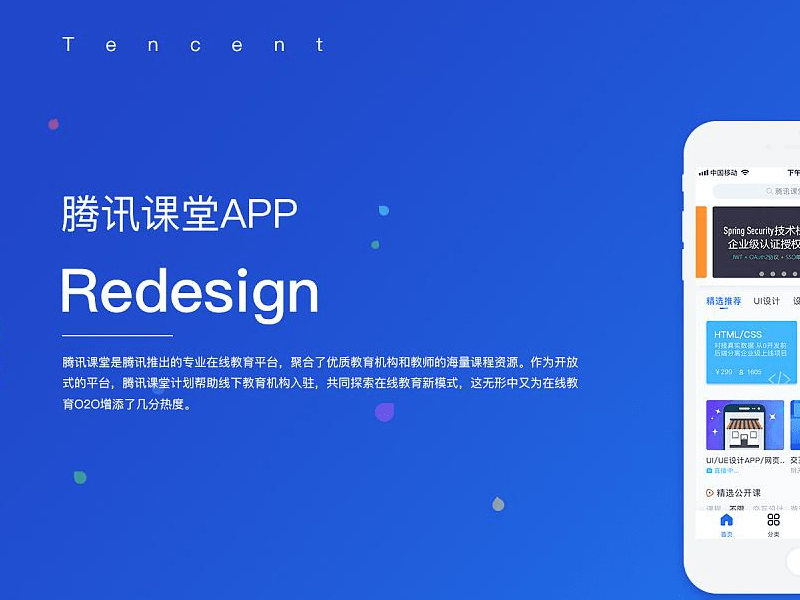 Tencent
腾讯课堂APP
Redesign
腾讯课堂是腾讯推出的专业在线教育平台，聚合了优质教育机构和教师的海量课程资源。作为开放
式的平台，腾讯课堂计划帮助线下教育机构入驻，共同探索在线教育新模式，这无形中又为在线教
育O2O增添了几分热度。
中国移动 下午
腾讯课堂
Spring Security技术栈
企业级认证授权
JWT + OAuth2协议 + SSO单
精选推荐 UI设计
HTML/CSS
对接真实数据 从0开发前
后端分离企业级上线项目
¥299 1605
UI/UE设计APP/网页..
直播中...
精选公开课
首页 分类